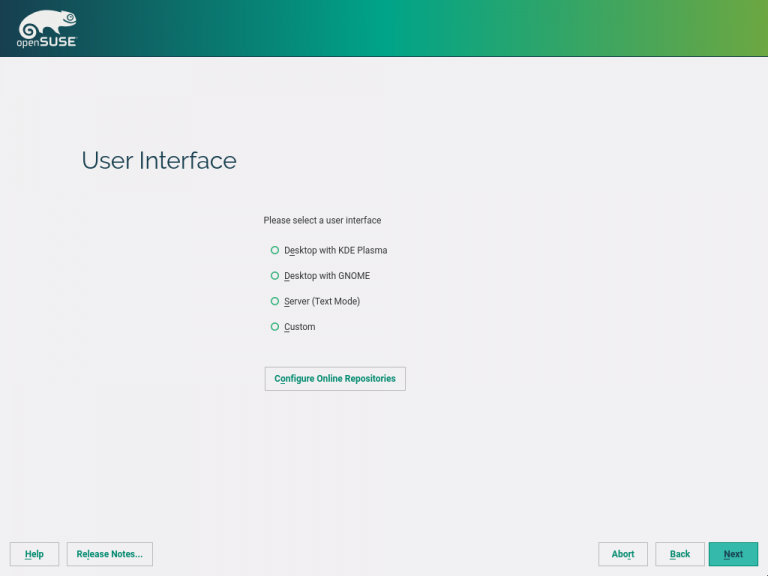 openSUSE
User Interface
Please select a user interface
Desktop with KDE Plasma
Desktop with GNOME
Server (Text Mode)
Custom
Configure Online Repositories
Help
Release Notes...
Abort
Back
Next